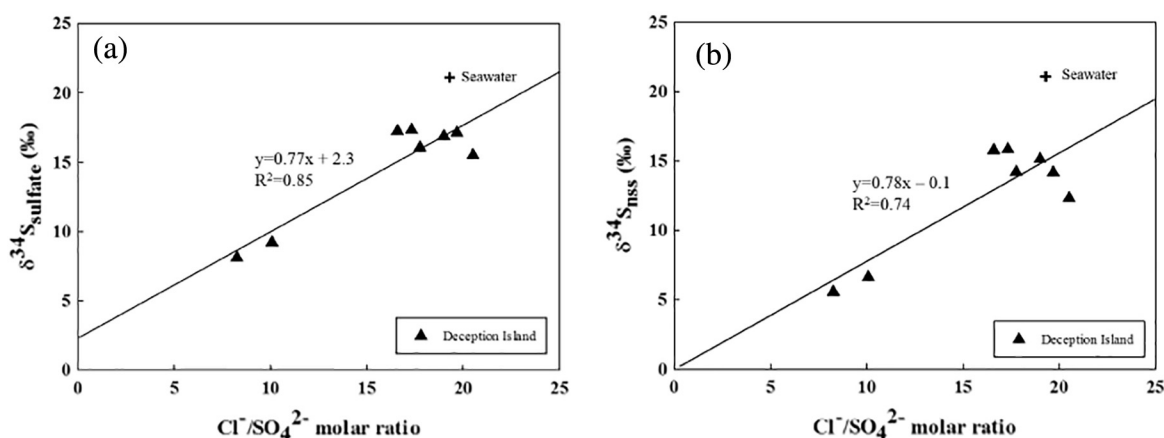 (a)
25
20
15
10
5
0
δ³⁴S_sulfate (‰)
+ Seawater
y=0.77x + 2.3
R²=0.85
▲ Deception Island
0 5 10 15 20 25
Cl⁻/SO₄²⁻ molar ratio
(b)
25
20
15
10
5
0
δ³⁴S_nss (‰)
+ Seawater
y=0.78x – 0.1
R²=0.74
▲ Deception Island
0 5 10 15 20 25
Cl⁻/SO₄²⁻ molar ratio